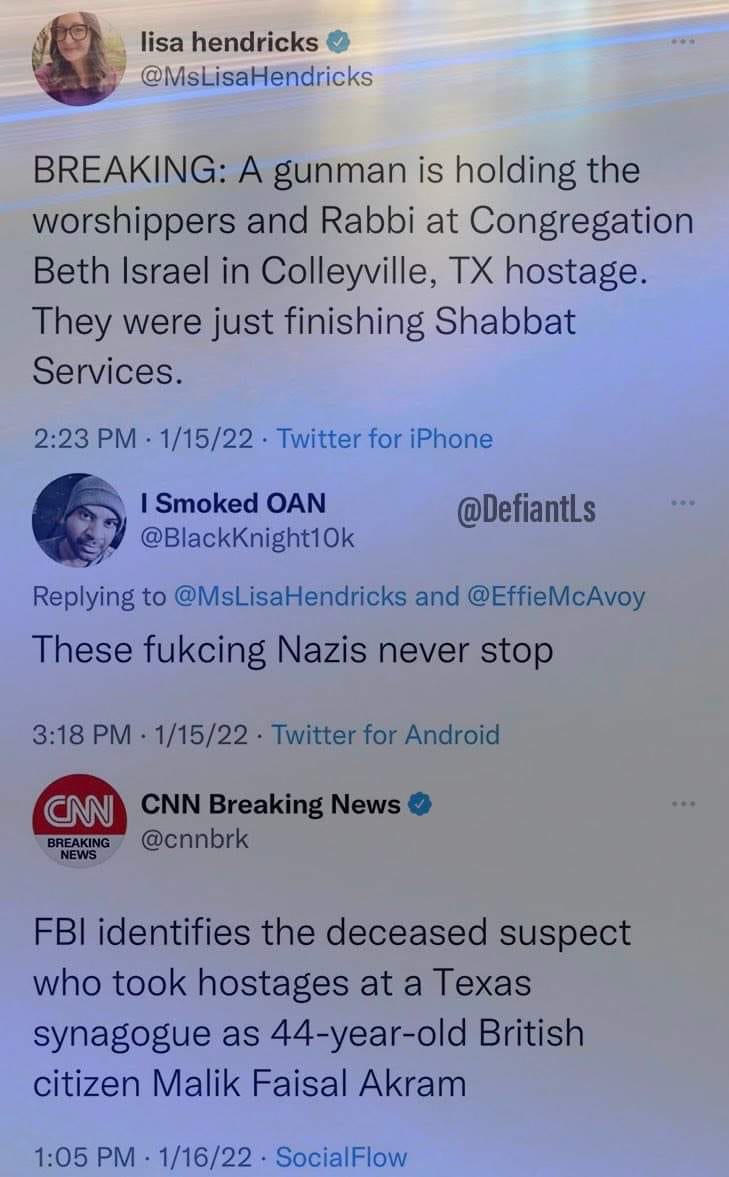 lisa hendricks
@MsLisaHendricks
BREAKING: A gunman is holding the
worshippers and Rabbi at Congregation
Beth Israel in Colleyville, TX hostage.
They were just finishing Shabbat
Services.
2:23 PM · 1/15/22 · Twitter for iPhone
I Smoked OAN
@DefiantLs
@BlackKnight10k
Replying to @MsLisaHendricks and @EffieMcAvoy
These fukcing Nazis never stop
3:18 PM · 1/15/22 · Twitter for Android
CNN
BREAKING
NEWS
CNN Breaking News
@cnnbrk
FBI identifies the deceased suspect
who took hostages at a Texas
synagogue as 44-year-old British
citizen Malik Faisal Akram
1:05 PM · 1/16/22 · SocialFlow